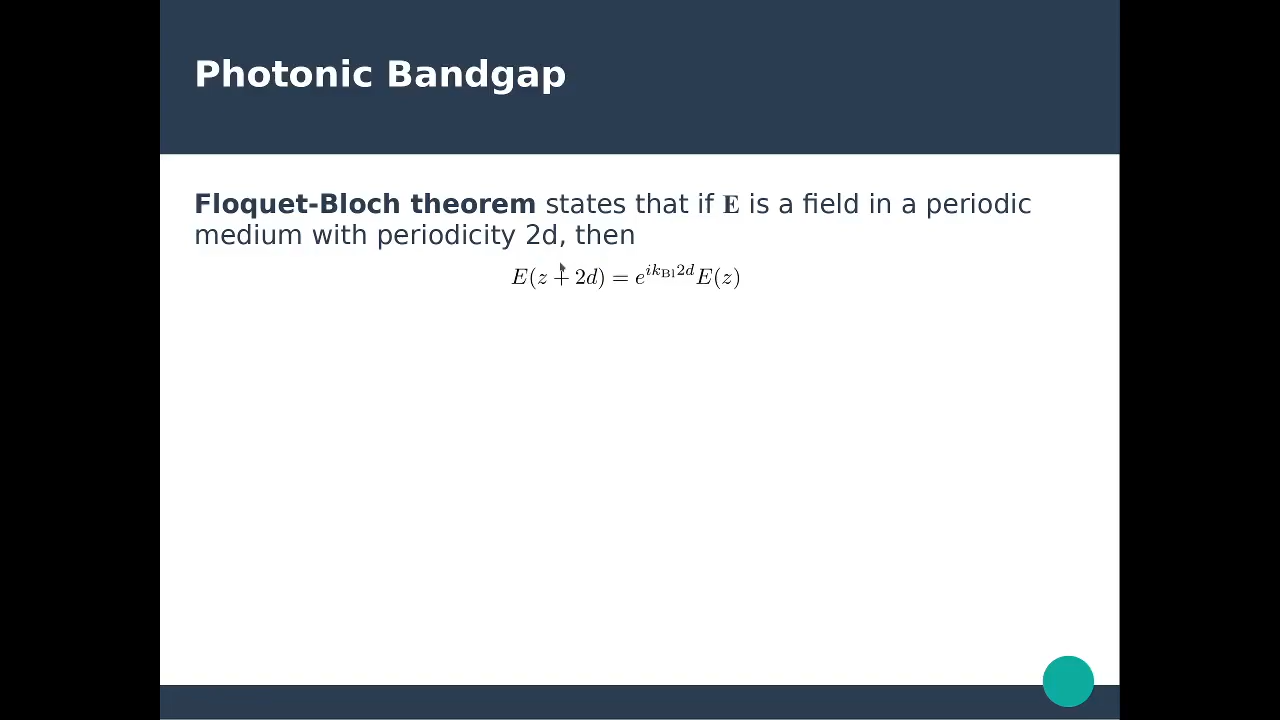 Photonic Bandgap
Floquet-Bloch theorem states that if E is a field in a periodic
medium with periodicity 2d, then
E(z + 2d) = e^{ik_{Bl}2d}E(z)